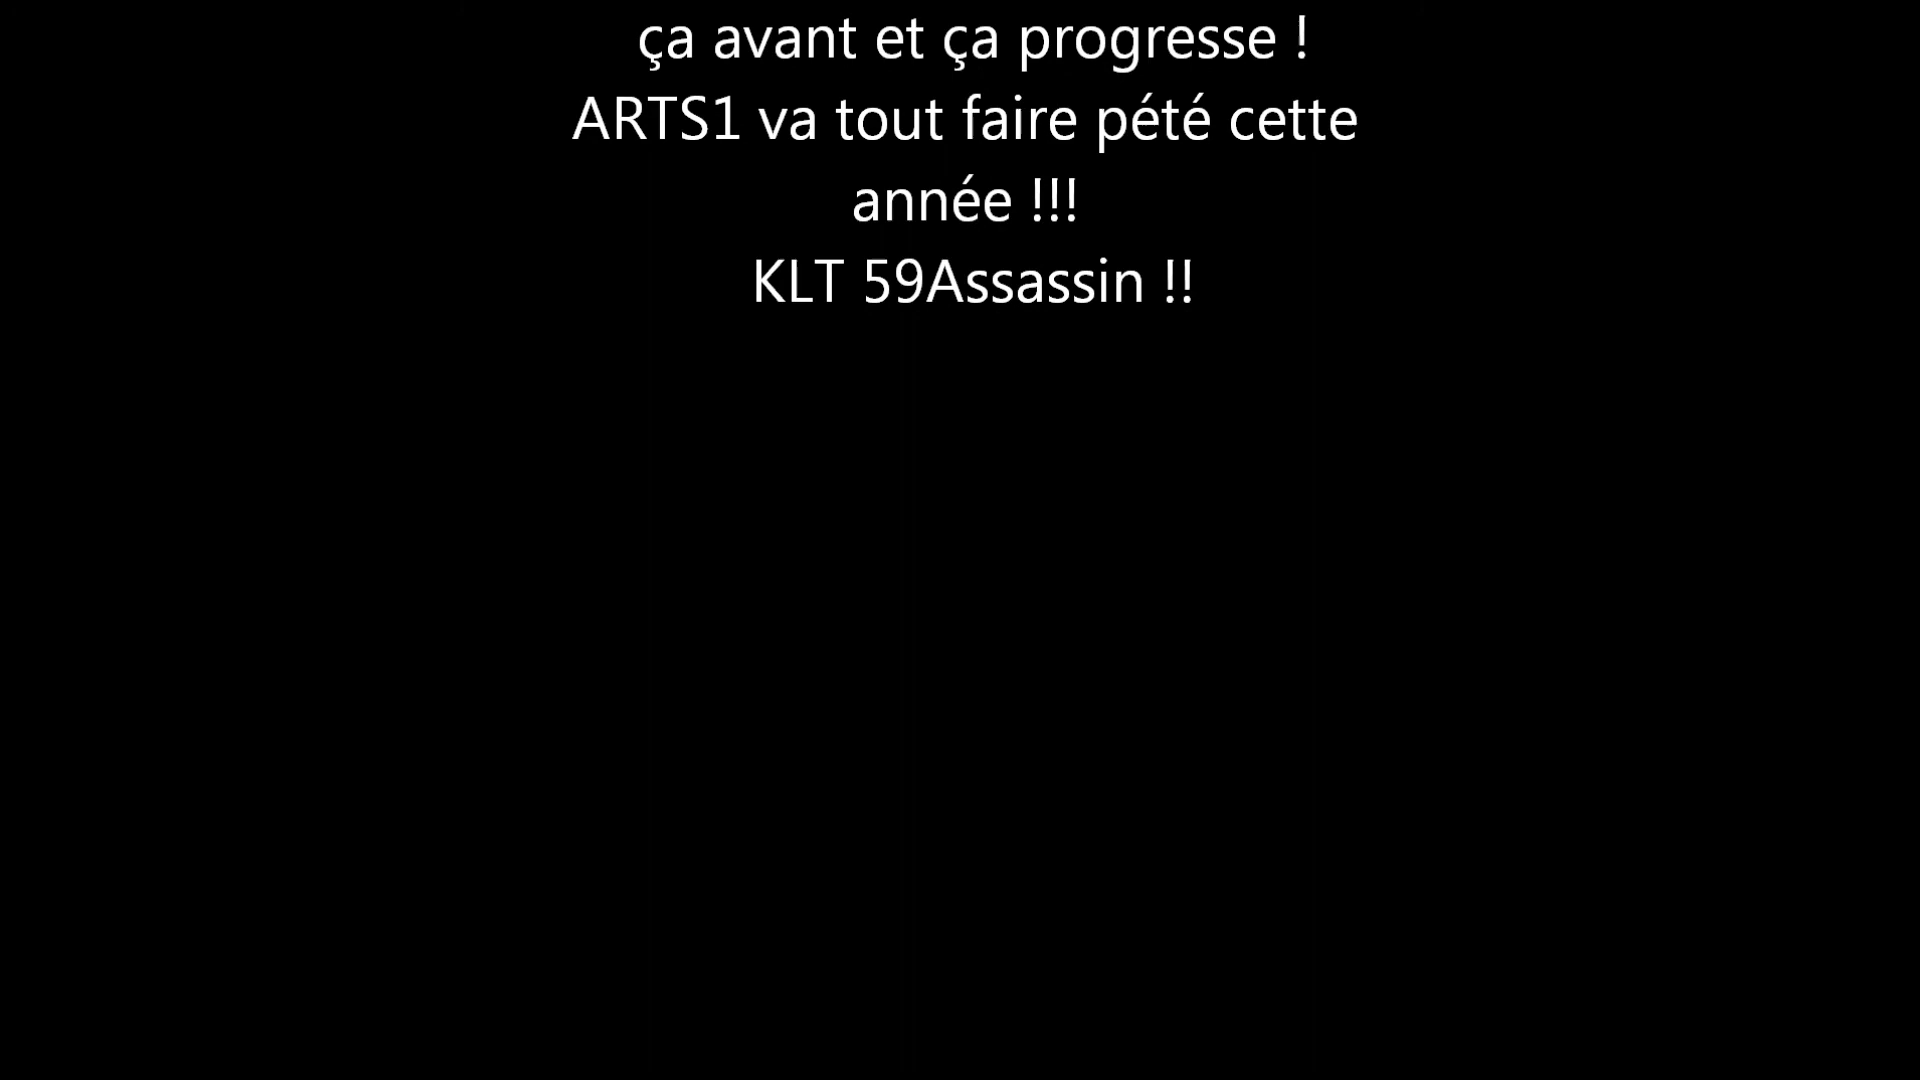 ça avant et ça progresse !
ARTS1 va tout faire pété cette
année !!!
KLT 59Assassin !!